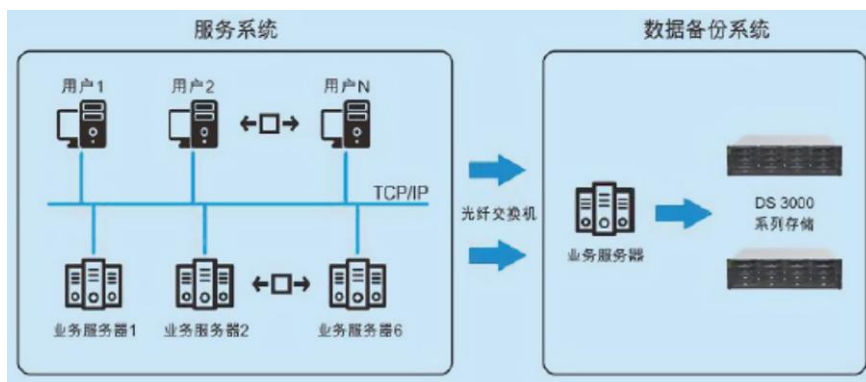 服务系统
数据备份系统
用户1
用户2
用户N
TCP/IP
光纤交换机
DS 3000
系列存储
业务服务器
业务服务器1
业务服务器2
业务服务器6